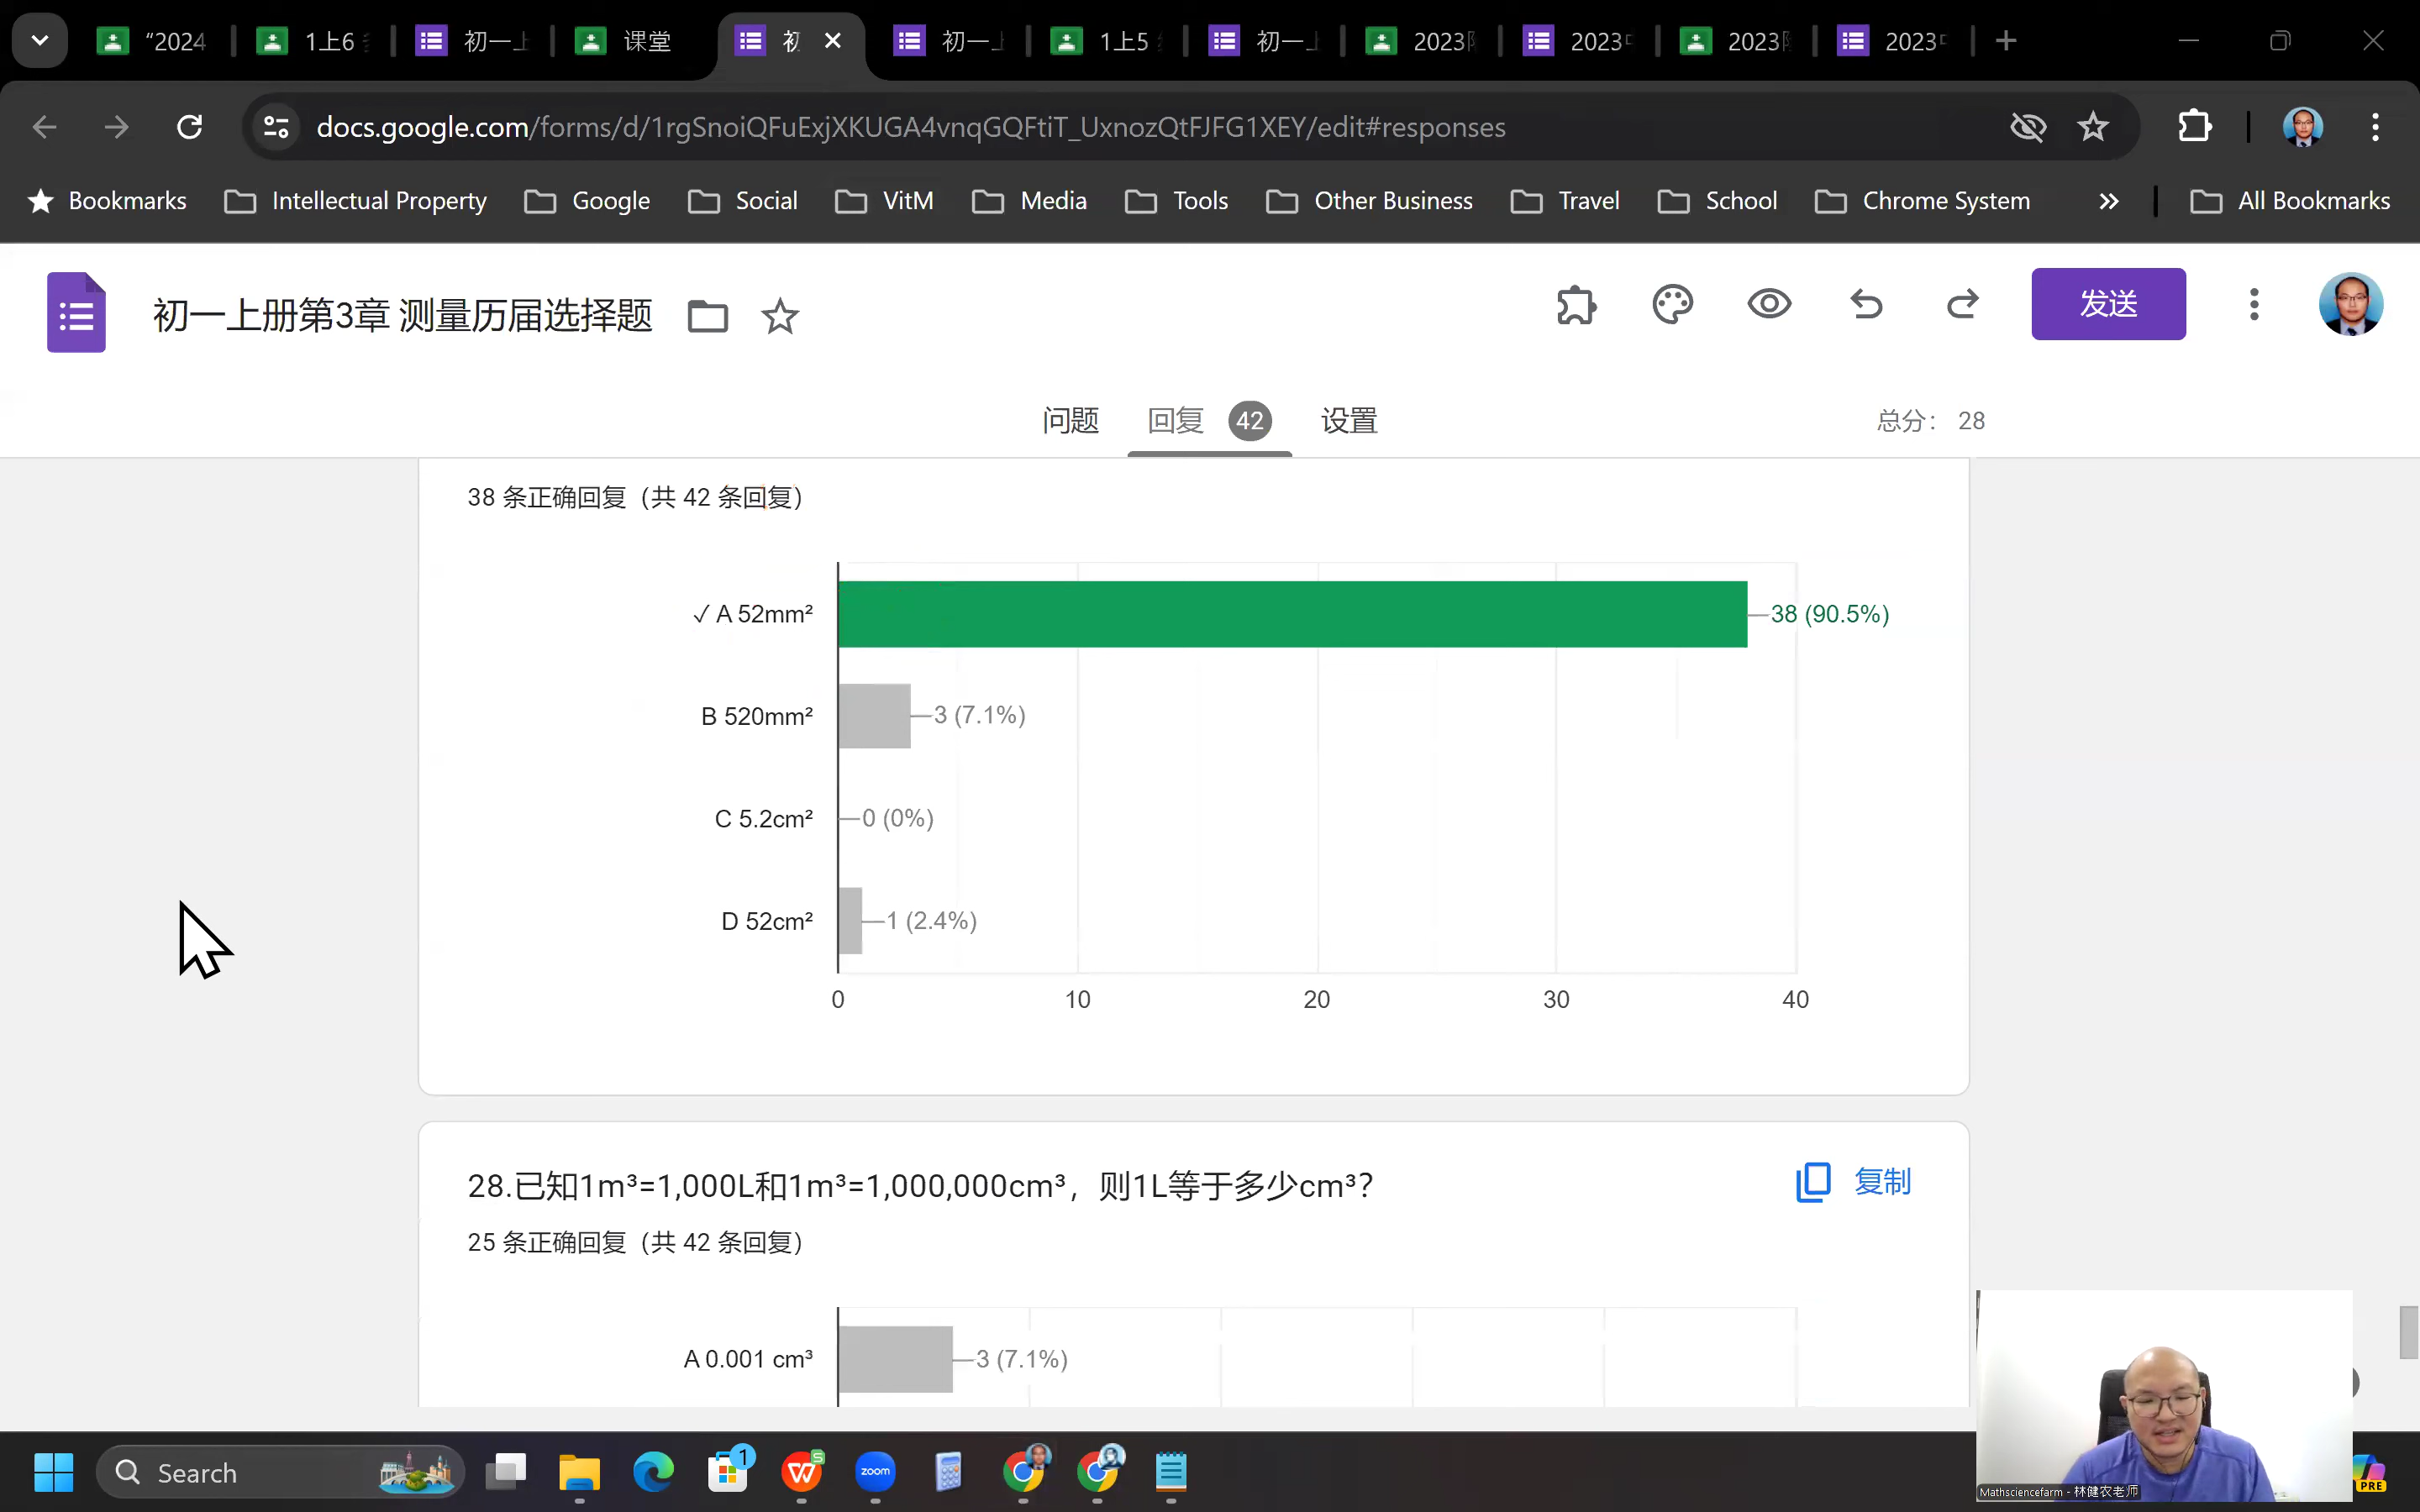 "2024
1上6
初一上
课堂
初
初一上
1上5
初一上
2023
2023
2023
2023
docs.google.com/forms/d/1rgSnoiQFuExjXKUGA4vnqGQFtiT_UxnozQtFJFG1XEY/edit#responses
Bookmarks
Intellectual Property
Google
Social
VitM
Media
Tools
Other Business
Travel
School
Chrome System
All Bookmarks
初一上册第3章 测量历届选择题
发送
问题
回复 42
设置
总分： 28
38 条正确回复（共 42 条回复）
✓ A 52mm²
38 (90.5%)
B 520mm²
3 (7.1%)
C 5.2cm²
0 (0%)
D 52cm²
1 (2.4%)
0 10 20 30 40
28.已知1m³=1,000L和1m³=1,000,000cm³，则1L等于多少cm³?
复制
25 条正确回复（共 42 条回复）
A 0.001 cm³
3 (7.1%)
Search
1
zoom
Mathsciencefarm - 林健农老师
PRE